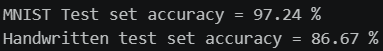 MNIST Test set accuracy = 97.24 %
Handwritten test set accuracy = 86.67 %